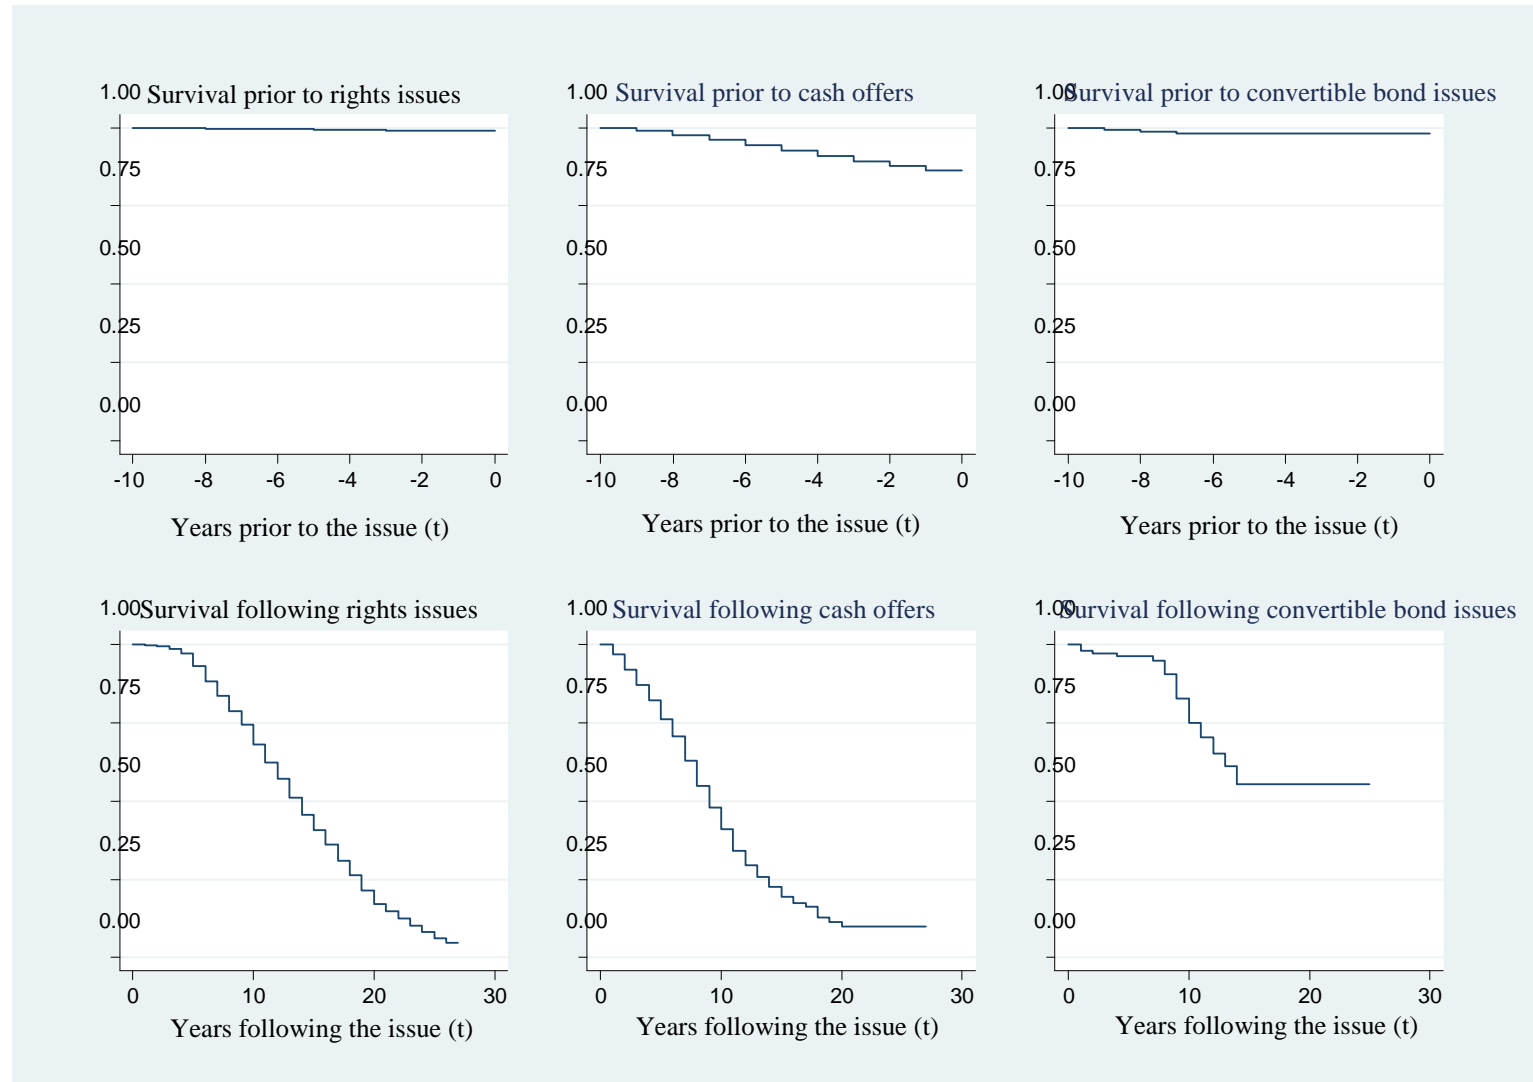 1.00 Survival prior to rights issues
0.75
0.50
0.25
0.00
-10 -8 -6 -4 -2 0
Years prior to the issue (t)
1.00 Survival prior to cash offers
0.75
0.50
0.25
0.00
-10 -8 -6 -4 -2 0
Years prior to the issue (t)
1.00 Survival prior to convertible bond issues
0.75
0.50
0.25
0.00
-10 -8 -6 -4 -2 0
Years prior to the issue (t)
1.00 Survival following rights issues
0.75
0.50
0.25
0.00
0 10 20 30
Years following the issue (t)
1.00 Survival following cash offers
0.75
0.50
0.25
0.00
0 10 20 30
Years following the issue (t)
1.00 Survival following convertible bond issues
0.75
0.50
0.25
0.00
0 10 20 30
Years following the issue (t)